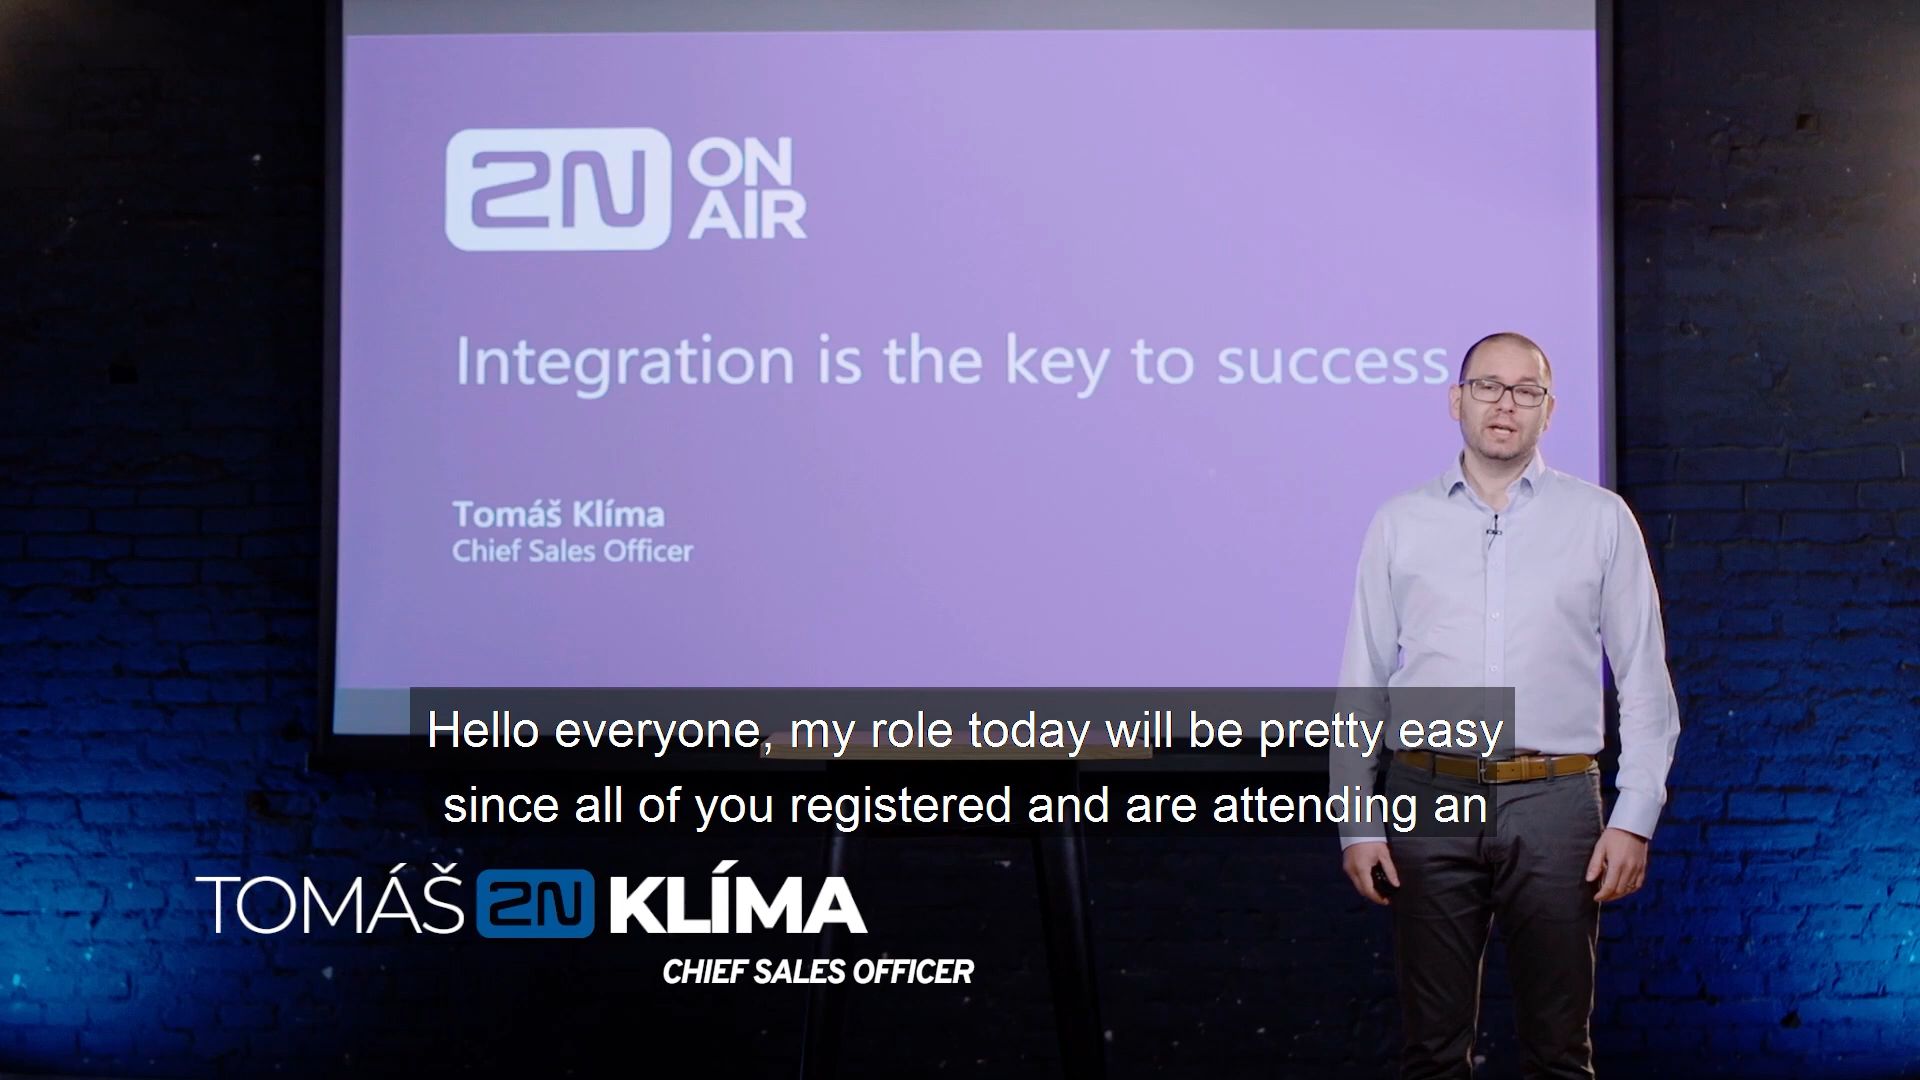 2N ON
AIR
Integration is the key to success
Tomáš Klíma
Chief Sales Officer
Hello everyone, my role today will be pretty easy
since all of you registered and are attending an
TOMÁŠ 2N KLÍMA
CHIEF SALES OFFICER